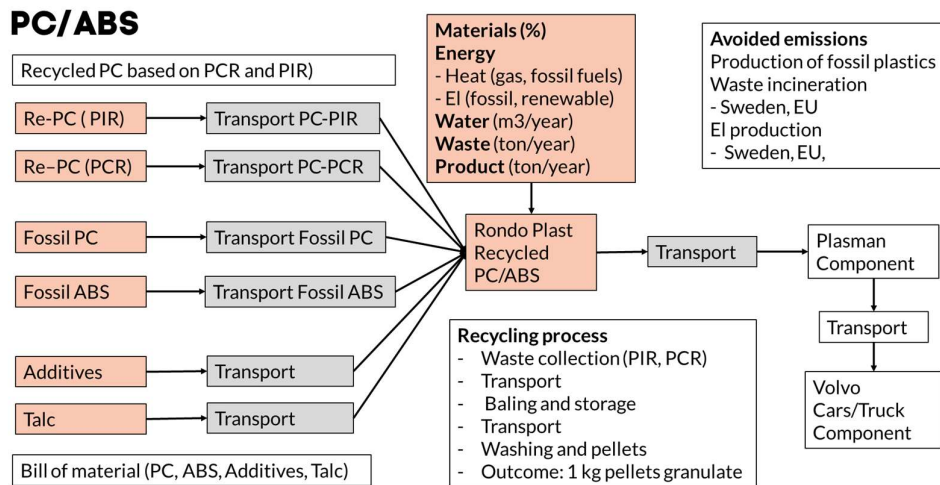 PC/ABS
Recycled PC based on PCR and PIR)
Re-PC ( PIR)
Transport PC-PIR
Re–PC (PCR)
Transport PC-PCR
Fossil PC
Transport Fossil PC
Fossil ABS
Transport Fossil ABS
Additives
Transport
Talc
Transport
Bill of material (PC, ABS, Additives, Talc)
Materials (%)
Energy
- Heat (gas, fossil fuels)
- El (fossil, renewable)
Water (m3/year)
Waste (ton/year)
Product (ton/year)
Rondo Plast
Recycled
PC/ABS
Transport
Recycling process
- Waste collection (PIR, PCR)
- Transport
- Baling and storage
- Transport
- Washing and pellets
- Outcome: 1 kg pellets granulate
Avoided emissions
Production of fossil plastics
Waste incineration
- Sweden, EU
El production
- Sweden, EU,
Plasman
Component
Transport
Volvo
Cars/Truck
Component